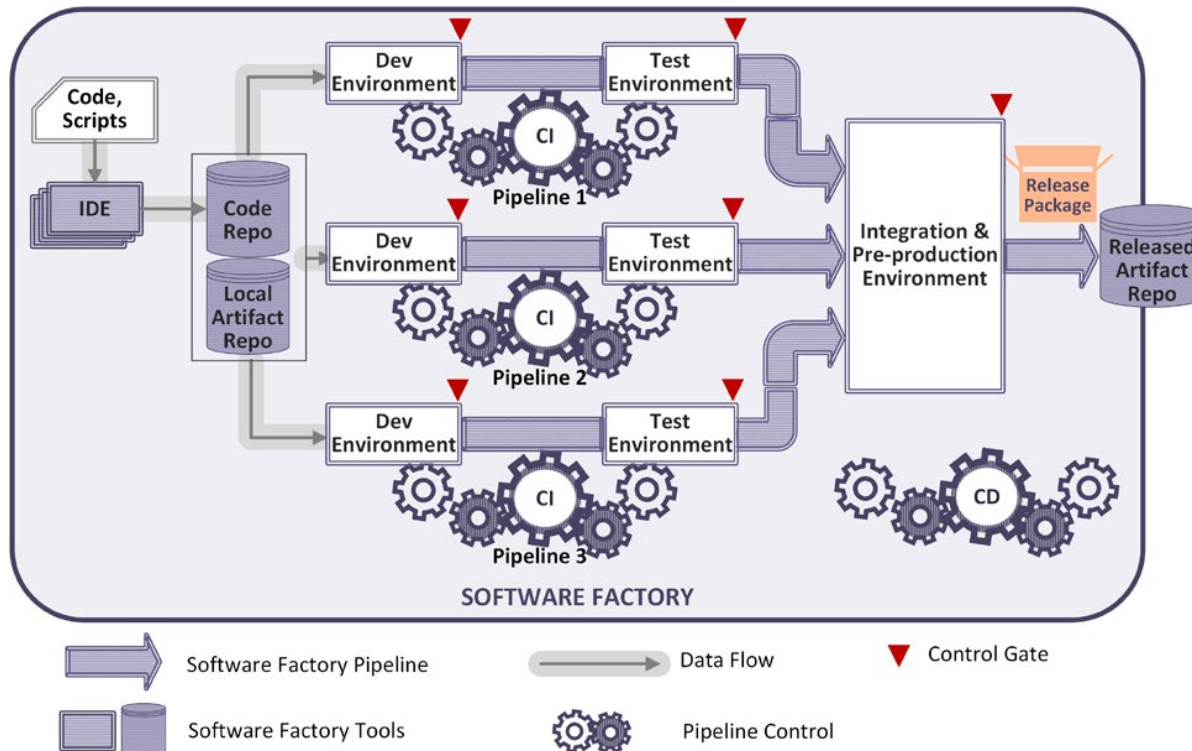 Code,
Scripts
IDE
Code
Repo
Local
Artifact
Repo
Dev
Environment
Test
Environment
CI
Pipeline 1
Dev
Environment
Test
Environment
CI
Pipeline 2
Dev
Environment
Test
Environment
CI
Pipeline 3
Integration &
Pre-production
Environment
Release
Package
Released
Artifact
Repo
CD
SOFTWARE FACTORY
Software Factory Pipeline
Data Flow
Control Gate
Software Factory Tools
Pipeline Control